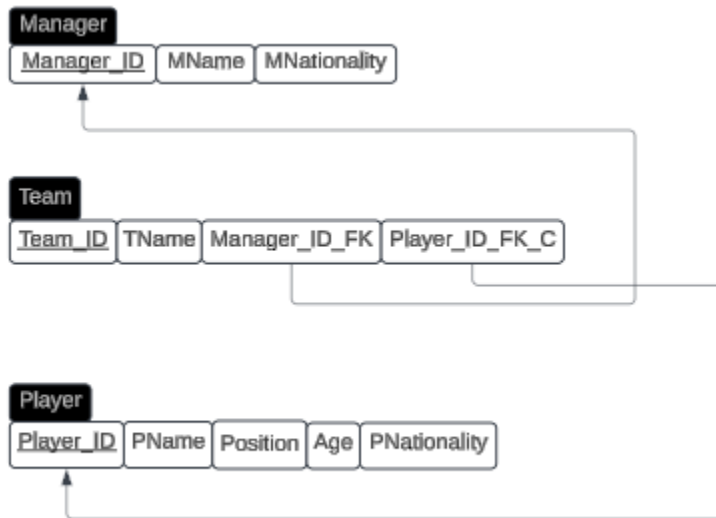 Manager
Manager_ID MName MNationality
Team
Team_ID TName Manager_ID_FK Player_ID_FK_C
Player
Player_ID PName Position Age PNationality